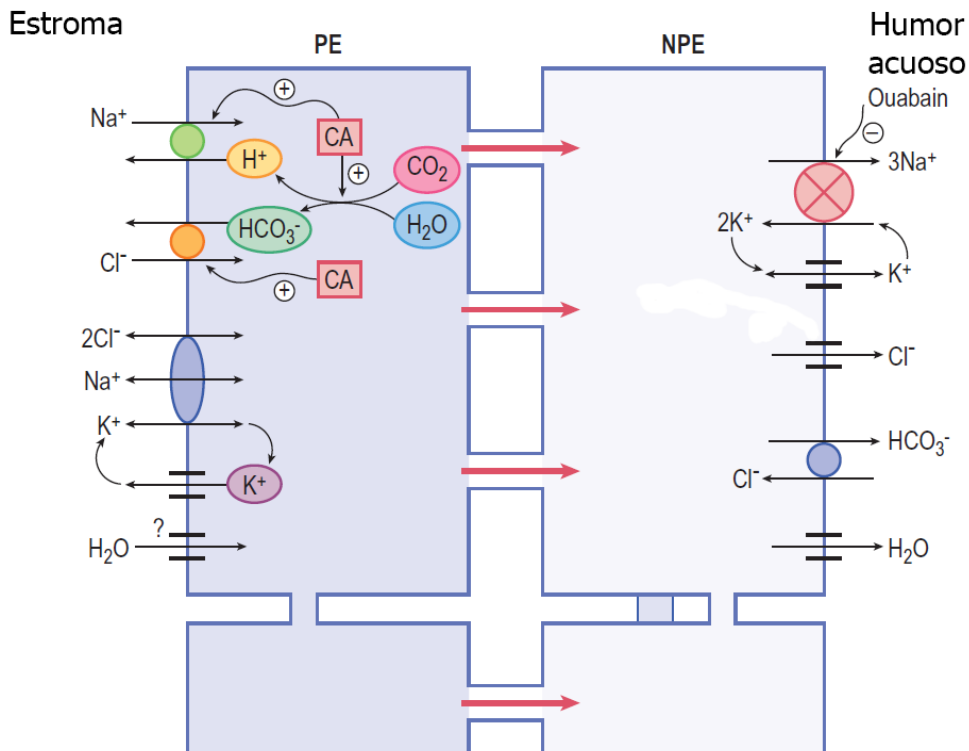 Estroma
PE
NPE
Humor
acuoso
Ouabain
Na⁺
+
CA
−
3Na⁺
H⁺
+
CO₂
HCO₃⁻
H₂O
2K⁺
K⁺
Cl⁻
+
CA
2Cl⁻
Cl⁻
Na⁺
K⁺
HCO₃⁻
K⁺
Cl⁻
?
H₂O
H₂O